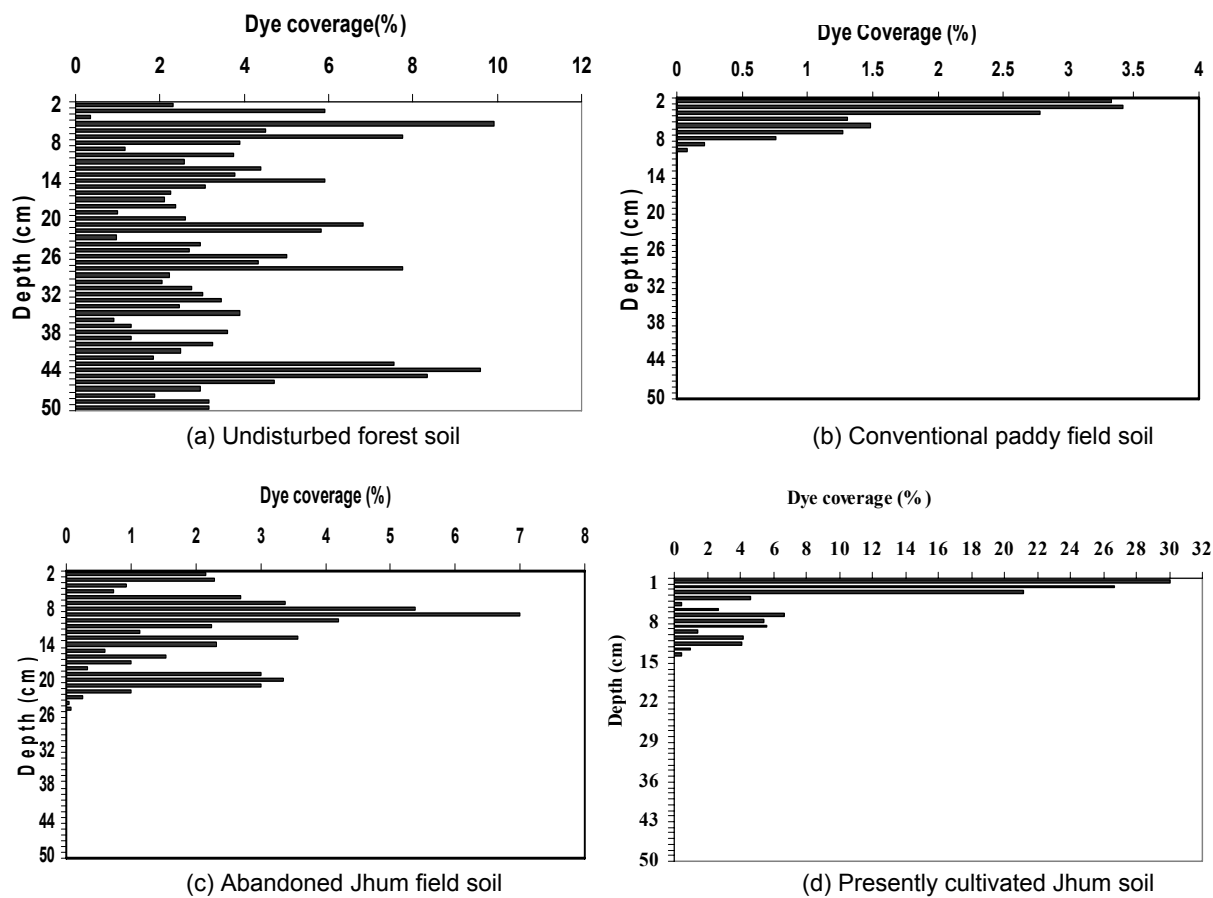 Dye coverage(%)
0 2 4 6 8 10 12
2
8
14
20
26
32
38
44
50
Depth (cm)
(a) Undisturbed forest soil
Dye Coverage (%)
0 0.5 1 1.5 2 2.5 3 3.5 4
2
8
14
20
26
32
38
44
50
Depth (cm)
(b) Conventional paddy field soil
Dye coverage (%)
0 1 2 3 4 5 6 7 8
2
8
14
20
26
32
38
44
50
Depth (cm)
(c) Abandoned Jhum field soil
Dye coverage (%)
0 2 4 6 8 10 12 14 16 18 20 22 24 26 28 30 32
1
8
15
22
29
36
43
50
Depth (cm)
(d) Presently cultivated Jhum soil